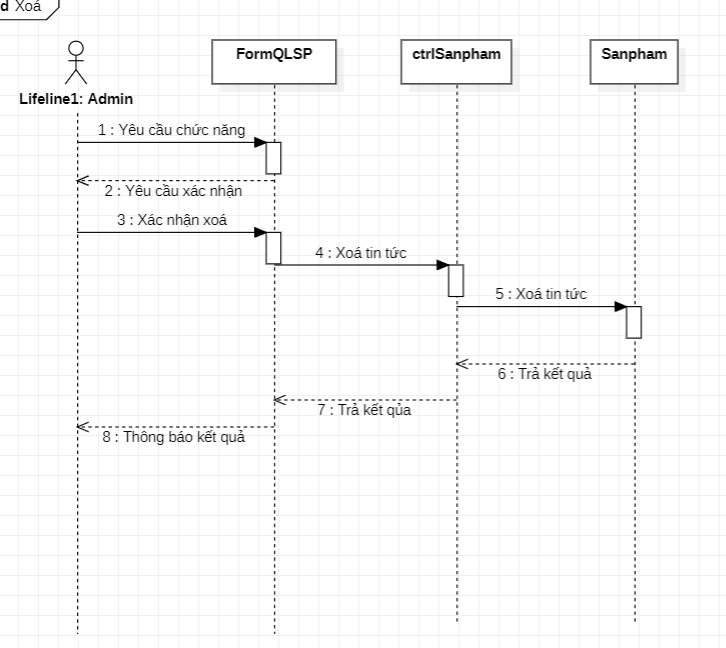 d Xoá
FormQLSP
ctrlSanpham
Sanpham
Lifeline1: Admin
1 : Yêu cầu chức năng
2 : Yêu cầu xác nhận
3 : Xác nhận xoá
4 : Xoá tin tức
5 : Xoá tin tức
6 : Trả kết quả
7 : Trả kết qủa
8 : Thông báo kết quả